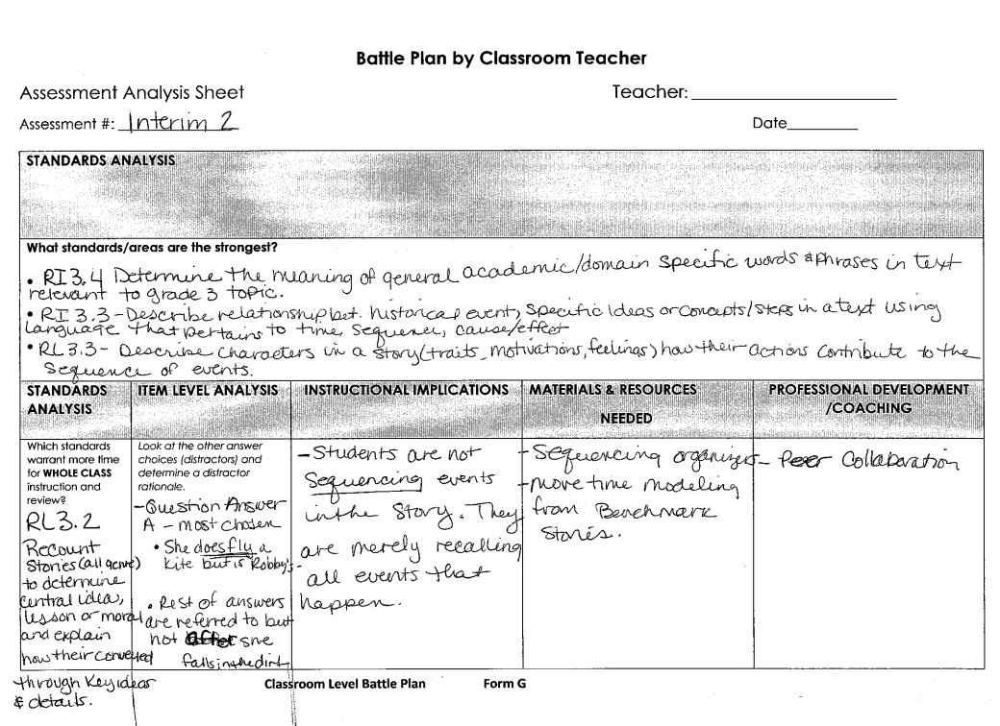 Battle Plan by Classroom Teacher
Assessment Analysis Sheet
Teacher:
Assessment #: Interim 2
Date
STANDARDS ANALYSIS
What standards/areas are the strongest?
• RI 3.4 Determine the meaning of general academic/domain specific words & phrases in text
relevant to grade 3 topic.
• RI 3.3 - Describe relationship bet. historical event, specific ideas or concepts/steps in a text using
language that pertains to time, sequence, cause/effect
• RL3.3 - Describe characters in a story (traits, motivations, feelings) how their actions contribute to the
sequence of events.
STANDARDS
ANALYSIS
Which standards
warrant more time
for WHOLE CLASS
instruction and
review?
RL3.2
Recount
Stories (all genre)
to determine
central idea,
lesson or moral
and explain
how their conveyed
through Key ideas
& details.
ITEM LEVEL ANALYSIS
Look at the other answer
choices (distractors) and
determine a distractor
rationale.
- Question Answer
A - most chosen
• She does fly a
kite but is Robby's
• Rest of answers
are referred to but
not after she
falls in the dirt
INSTRUCTIONAL IMPLICATIONS
- Students are not
sequencing events
in the story. They
are merely recalling
all events that
happen.
MATERIALS & RESOURCES
NEEDED
- Sequencing organizers
- more time modeling
from Benchmark
Stories.
PROFESSIONAL DEVELOPMENT
/COACHING
- Peer Collaboration
Classroom Level Battle Plan Form G